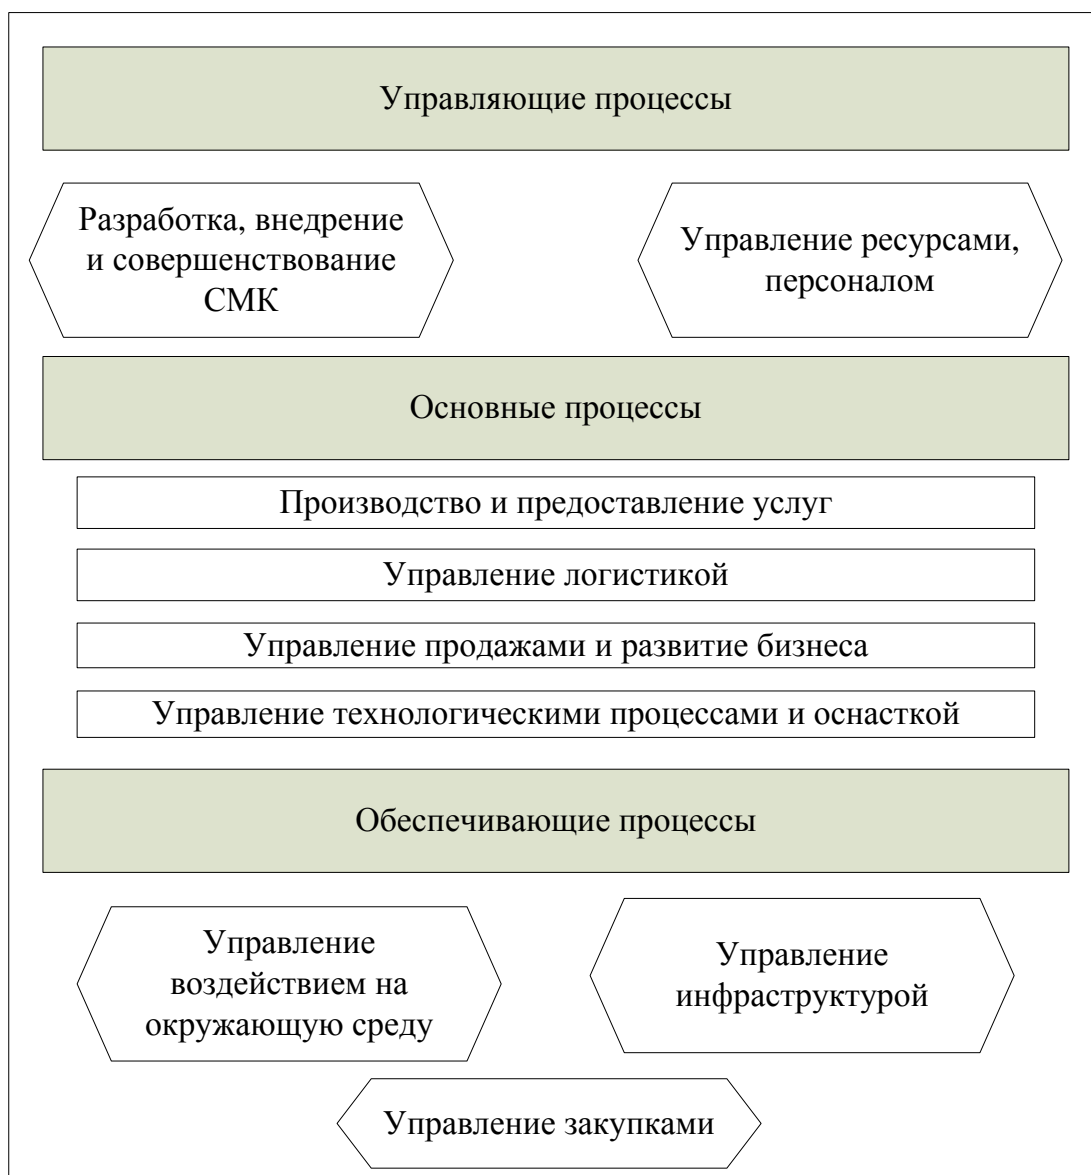 Управляющие процессы
Разработка, внедрение
и совершенствование
СМК
Управление ресурсами,
персоналом
Основные процессы
Производство и предоставление услуг
Управление логистикой
Управление продажами и развитие бизнеса
Управление технологическими процессами и оснасткой
Обеспечивающие процессы
Управление
воздействием на
окружающую среду
Управление
инфраструктурой
Управление закупками